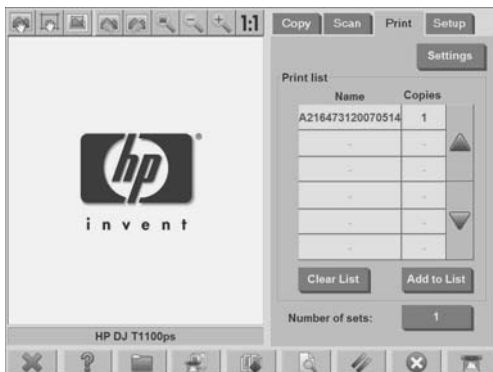 1:1
Copy Scan Print Setup
Settings
Print list
Name Copies
A216473120070514 1
hp
invent
Clear List Add to List
Number of sets: 1
HP DJ T1100ps